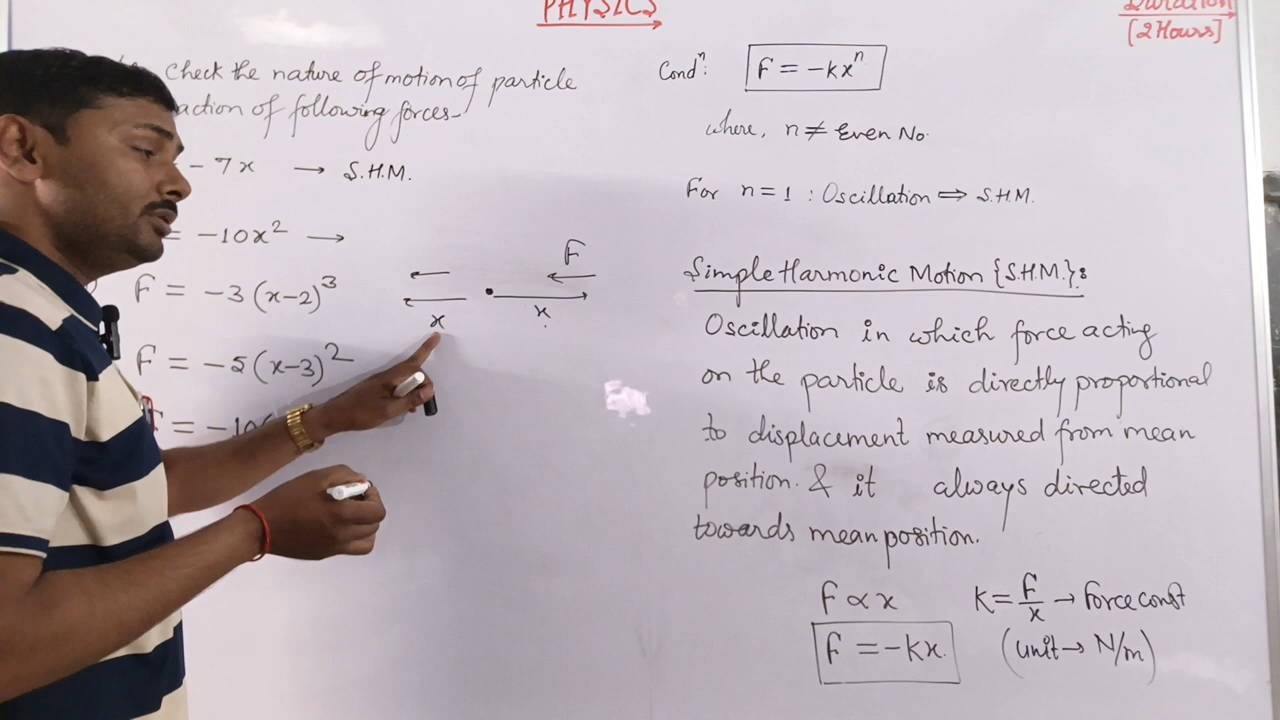 PHYSICS
Duration
[2 Hours]
Check the nature of motion of particle
action of following forces-
- 7x → S.H.M.
= -10x² →
F = -3(x-2)³
F = -5(x-3)²
F = -10
F
x
x
Condⁿ: F = -kxⁿ
where, n ≠ Even No.
For n=1 : Oscillation ⇔ S.H.M.
Simple Harmonic Motion {S.H.M.}:
Oscillation in which force acting
on the particle is directly proportional
to displacement measured from mean
position. & it always directed
towards mean position.
F ∝ x
K = F/x → Force const
F = -kx.
(unit → N/m)